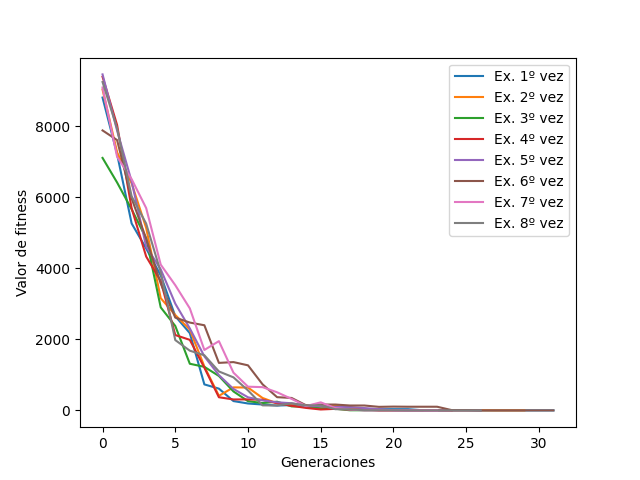 Ex. 1º vez
Ex. 2º vez
Ex. 3º vez
Ex. 4º vez
Ex. 5º vez
Ex. 6º vez
Ex. 7º vez
Ex. 8º vez
8000
6000
4000
2000
0
Valor de fitness
0 5 10 15 20 25 30
Generaciones